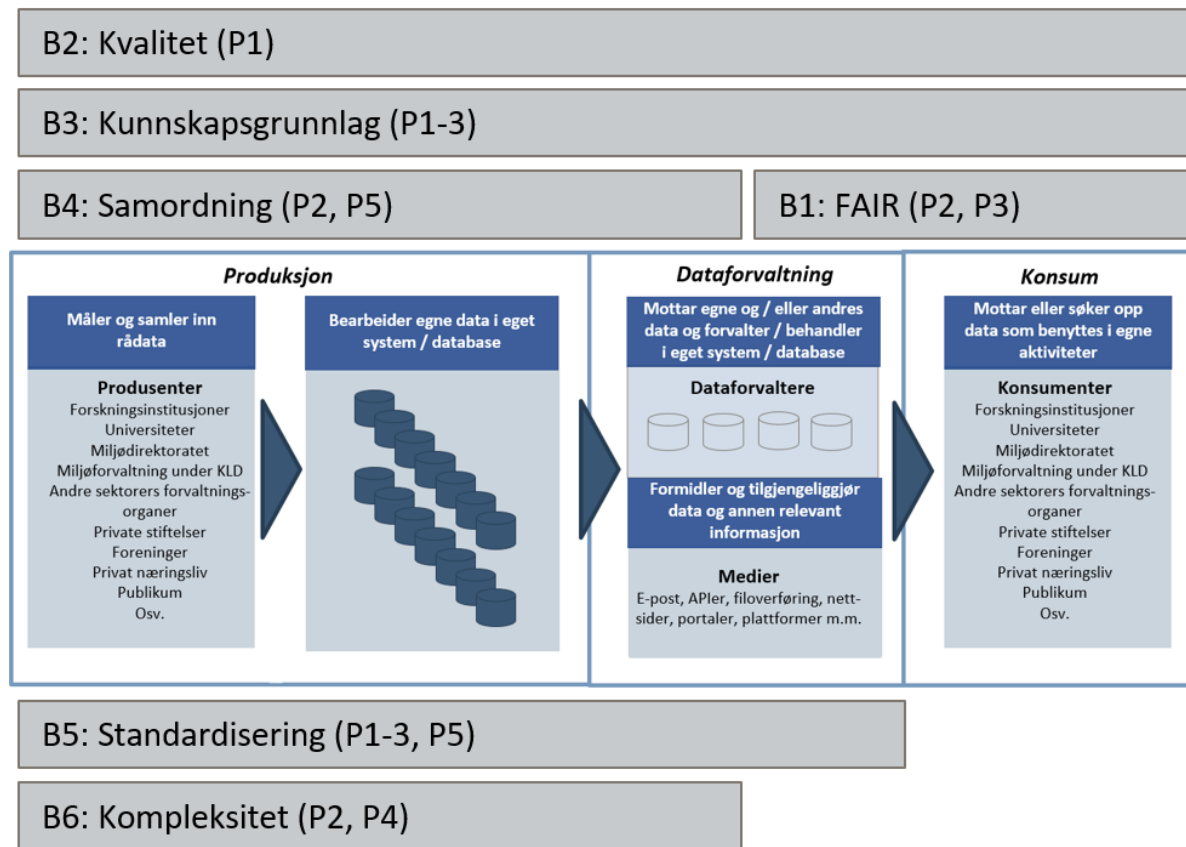 B2: Kvalitet (P1)
B3: Kunnskapsgrunnlag (P1-3)
B4: Samordning (P2, P5)
B1: FAIR (P2, P3)
Produksjon
Måler og samler inn
rådata
Produsenter
Forskningsinstitusjoner
Universiteter
Miljødirektoratet
Miljøforvaltning under KLD
Andre sektorers forvaltnings-
organer
Private stiftelser
Foreninger
Privat næringsliv
Publikum
Osv.
Bearbeider egne data i eget
system / database
Dataforvaltning
Mottar egne og / eller andres
data og forvalter / behandler
i eget system / database
Dataforvaltere
Formidler og tilgjengeliggjør
data og annen relevant
informasjon
Medier
E-post, APIer, filoverføring, nett-
sider, portaler, plattformer m.m.
Konsum
Mottar eller søker opp
data som benyttes i egne
aktiviteter
Konsumenter
Forskningsinstitusjoner
Universiteter
Miljødirektoratet
Miljøforvaltning under KLD
Andre sektorers forvaltnings-
organer
Private stiftelser
Foreninger
Privat næringsliv
Publikum
Osv.
B5: Standardisering (P1-3, P5)
B6: Kompleksitet (P2, P4)